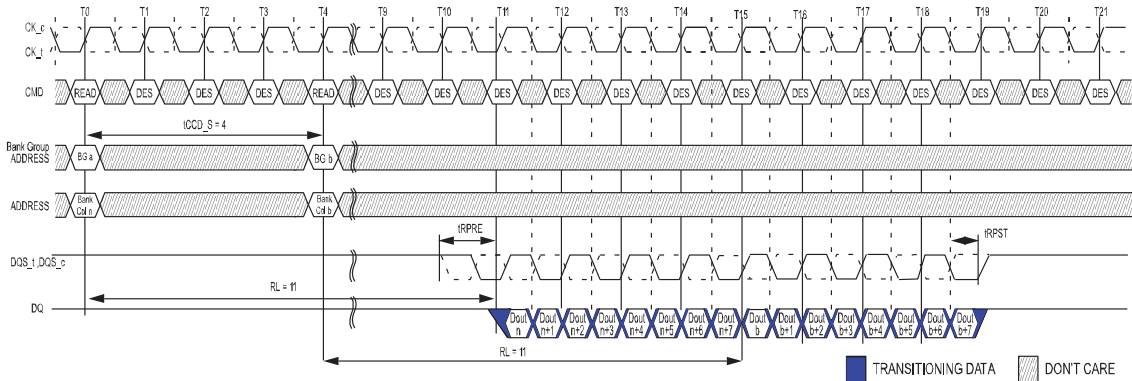 T0 T1 T2 T3 T4 T9 T10 T11 T12 T13 T14 T15 T16 T17 T18 T19 T20 T21
CK_c
CK_t
CMD READ DES DES DES READ DES DES DES DES DES DES DES DES DES DES DES DES DES
tCCD_S = 4
Bank Group
ADDRESS BG a BG b
ADDRESS Bank
Col n Bank
Col b
tRPRE tRPST
DQS_t ,DQS_c
RL = 11
DQ Dout
n Dout
n+1 Dout
n+2 Dout
n+3 Dout
n+4 Dout
n+5 Dout
n+6 Dout
n+7 Dout
b Dout
b+1 Dout
b+2 Dout
b+3 Dout
b+4 Dout
b+5 Dout
b+6 Dout
b+7
RL = 11
TRANSITIONING DATA DON'T CARE